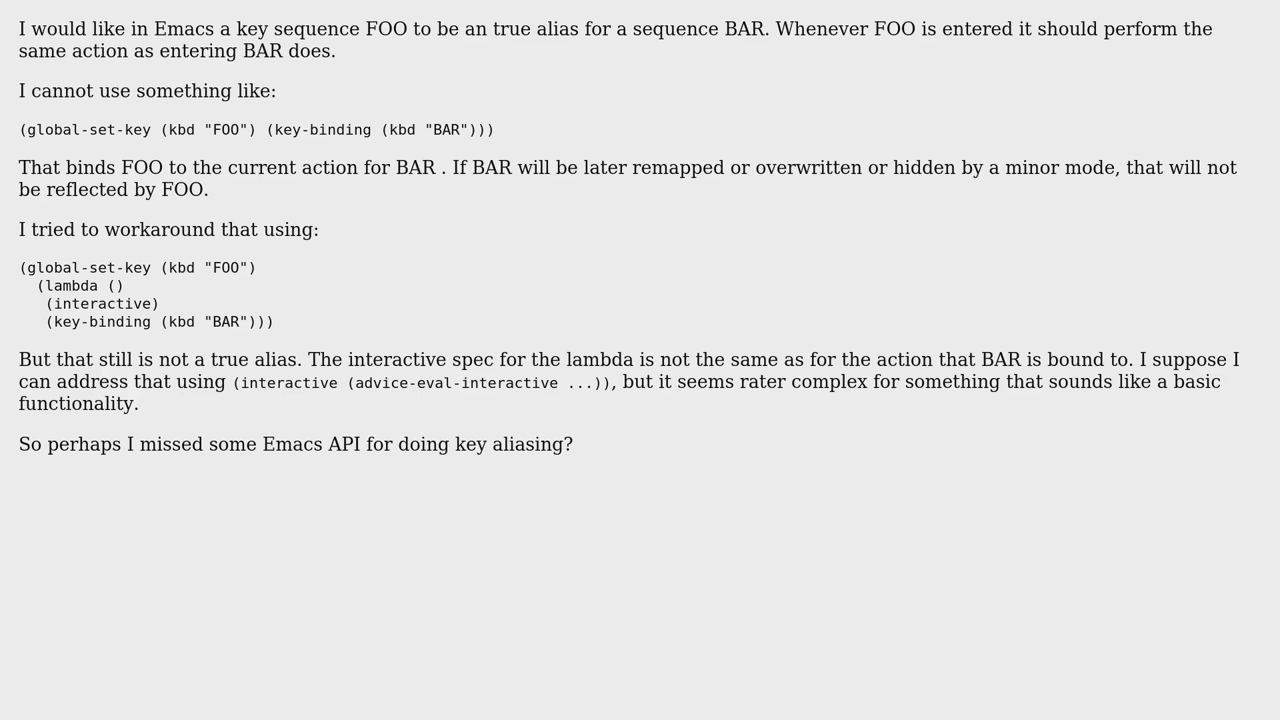 I would like in Emacs a key sequence FOO to be an true alias for a sequence BAR. Whenever FOO is entered it should perform the
same action as entering BAR does.
I cannot use something like:
(global-set-key (kbd "FOO") (key-binding (kbd "BAR")))
That binds FOO to the current action for BAR . If BAR will be later remapped or overwritten or hidden by a minor mode, that will not
be reflected by FOO.
I tried to workaround that using:
(global-set-key (kbd "FOO")
  (lambda ()
   (interactive)
   (key-binding (kbd "BAR")))
But that still is not a true alias. The interactive spec for the lambda is not the same as for the action that BAR is bound to. I suppose I
can address that using (interactive (advice-eval-interactive ...)), but it seems rater complex for something that sounds like a basic
functionality.
So perhaps I missed some Emacs API for doing key aliasing?